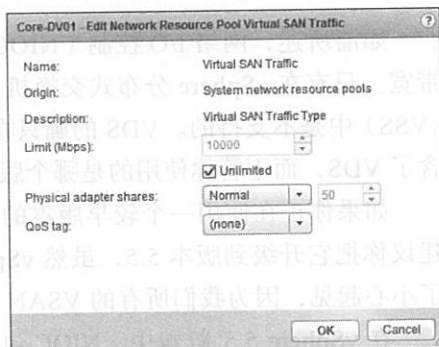 Core-DV01 - Edit Network Resource Pool Virtual SAN Traffic
Name: Virtual SAN Traffic
Origin: System network resource pools
Description: Virtual SAN Traffic Type
Limit (Mbps): 10000
Unlimited
Physical adapter shares: Normal 50
QoS tag: (none)
OK Cancel